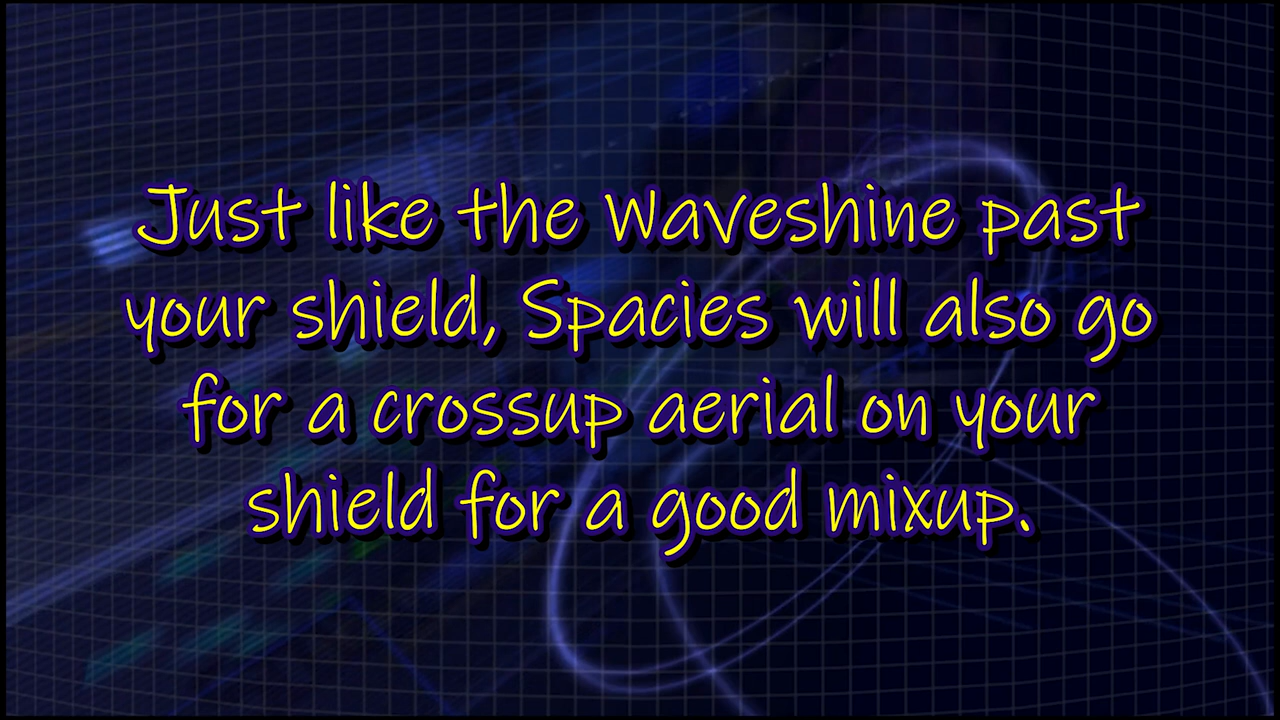 Just like the Waveshine past
your shield, Spacies will also go
for a crossup aerial on your
shield for a good mixup.